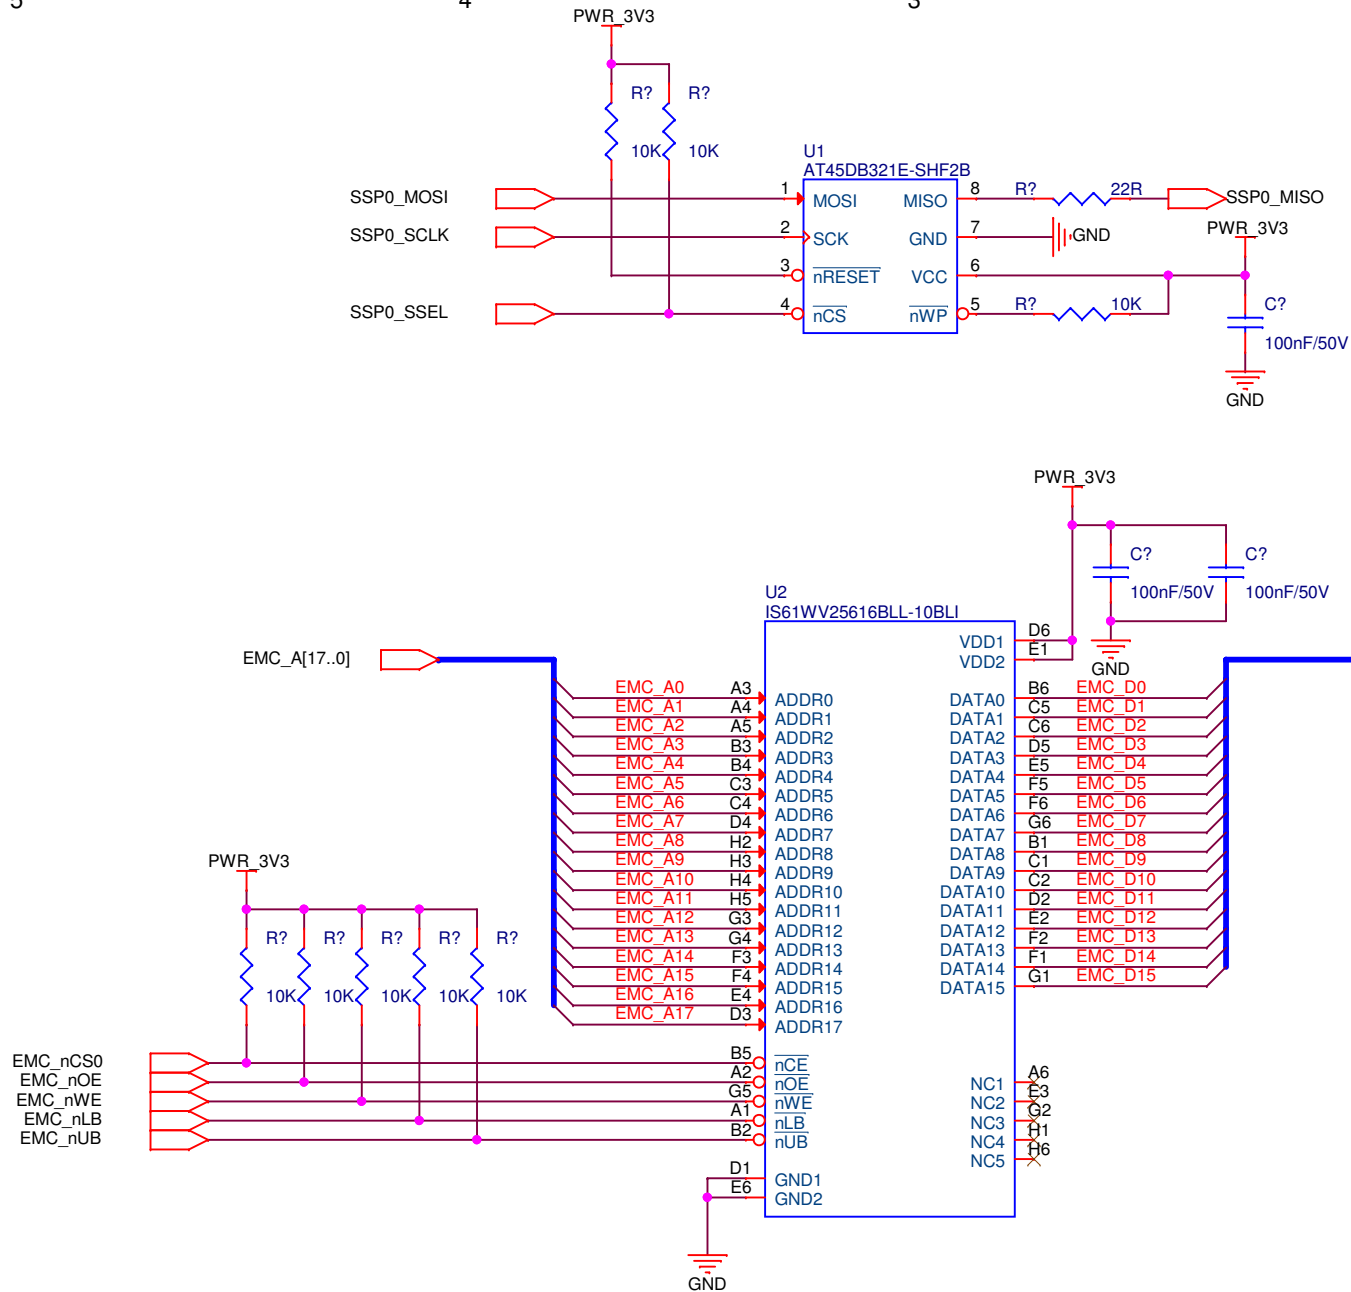 5 4 3
PWR_3V3
R? R?
10K 10K
U1
AT45DB321E-SHF2B
SSP0_MOSI 1 MOSI MISO 8 R? 22R SSP0_MISO
SSP0_SCLK 2 SCK GND 7 GND PWR_3V3
3 nRESET VCC 6
SSP0_SSEL 4 nCS nWP 5 R? 10K C?
100nF/50V
GND
PWR_3V3
C? C?
100nF/50V 100nF/50V
GND
U2
IS61WV25616BLL-10BLI
VDD1 D6
VDD2 E1
EMC_A[17..0]
EMC_A0 A3 ADDR0 DATA0 B6 EMC_D0
EMC_A1 A4 ADDR1 DATA1 C5 EMC_D1
EMC_A2 A5 ADDR2 DATA2 C6 EMC_D2
EMC_A3 B3 ADDR3 DATA3 D5 EMC_D3
EMC_A4 B4 ADDR4 DATA4 E5 EMC_D4
EMC_A5 C3 ADDR5 DATA5 F5 EMC_D5
EMC_A6 C4 ADDR6 DATA6 F6 EMC_D6
EMC_A7 D4 ADDR7 DATA7 G6 EMC_D7
EMC_A8 H2 ADDR8 DATA8 B1 EMC_D8
EMC_A9 H3 ADDR9 DATA9 C1 EMC_D9
EMC_A10 H4 ADDR10 DATA10 C2 EMC_D10
EMC_A11 H5 ADDR11 DATA11 D2 EMC_D11
EMC_A12 G3 ADDR12 DATA12 E2 EMC_D12
EMC_A13 G4 ADDR13 DATA13 F2 EMC_D13
EMC_A14 F3 ADDR14 DATA14 F1 EMC_D14
EMC_A15 F4 ADDR15 DATA15 G1 EMC_D15
EMC_A16 E4 ADDR16
EMC_A17 D3 ADDR17
PWR_3V3
R? R? R? R? R?
10K 10K 10K 10K 10K
EMC_nCS0 B5 nCE
EMC_nOE A2 nOE NC1 A6
EMC_nWE G5 nWE NC2 E3
EMC_nLB A1 nLB NC3 G2
EMC_nUB B2 nUB NC4 H1
NC5 H6
D1 GND1
E6 GND2
GND